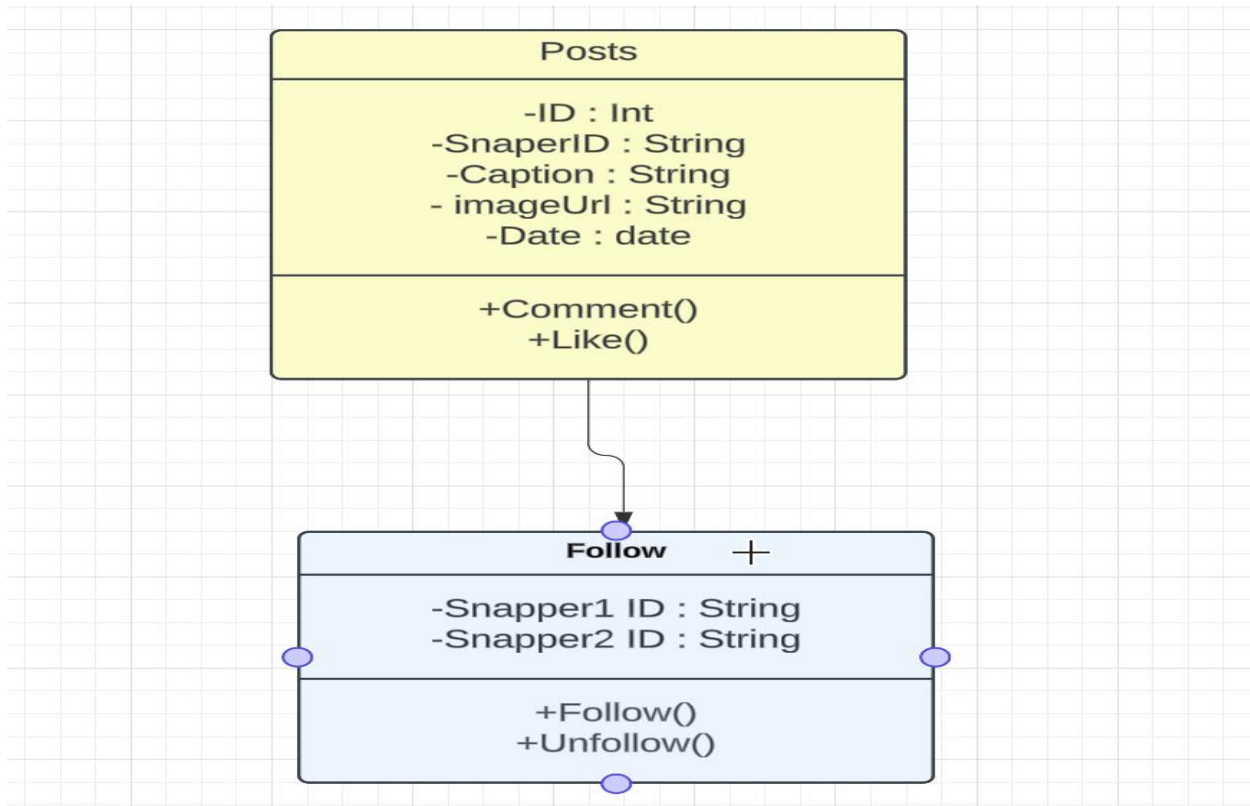 Posts
-ID : Int
-SnaperID : String
-Caption : String
- imageUrl : String
-Date : date
+Comment()
+Like()
Follow
-Snapper1 ID : String
-Snapper2 ID : String
+Follow()
+Unfollow()